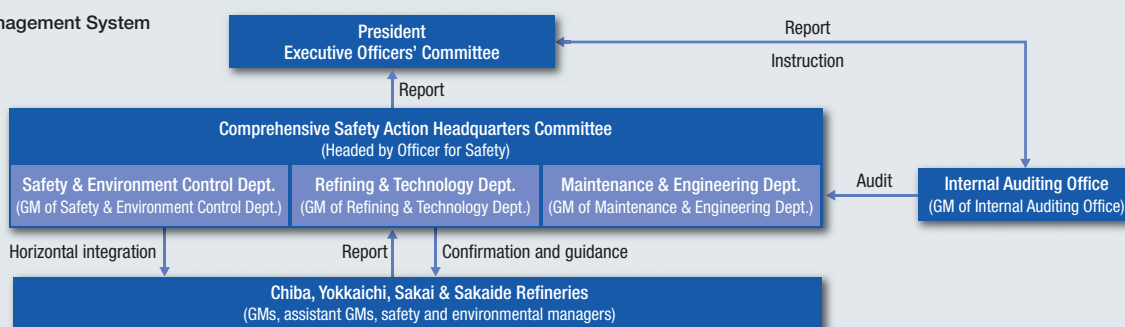 nagement System
President
Executive Officers' Committee
Report
Instruction
Report
Comprehensive Safety Action Headquarters Committee
(Headed by Officer for Safety)
Safety & Environment Control Dept.
(GM of Safety & Environment Control Dept.)
Refining & Technology Dept.
(GM of Refining & Technology Dept.)
Maintenance & Engineering Dept.
(GM of Maintenance & Engineering Dept.)
Audit
Internal Auditing Office
(GM of Internal Auditing Office)
Horizontal integration
Report
Confirmation and guidance
Chiba, Yokkaichi, Sakai & Sakaide Refineries
(GMs, assistant GMs, safety and environmental managers)